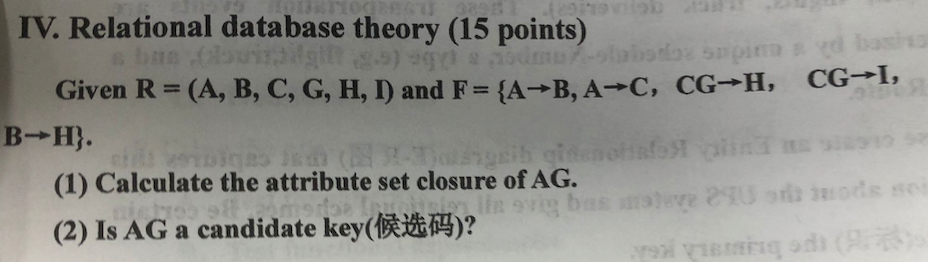 IV. Relational database theory (15 points)
Given R = (A, B, C, G, H, I) and F = {A→B, A→C, CG→H, CG→I,
B→H}.
(1) Calculate the attribute set closure of AG.
(2) Is AG a candidate key(候选码)?